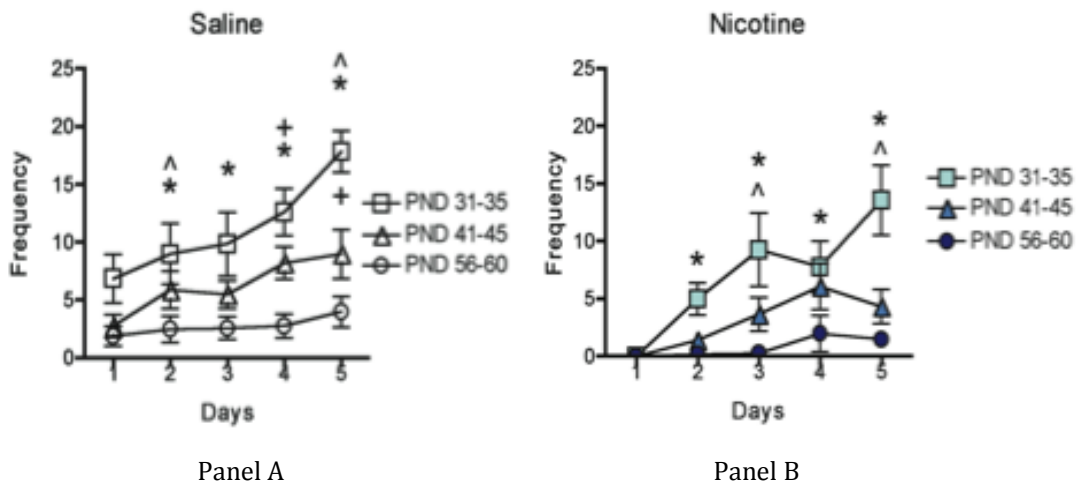 Saline
Frequency
25
20
15
10
5
0
^
*
*
+
*
^
*
+
1 2 3 4 5
Days
PND 31-35
PND 41-45
PND 56-60
Panel A
Nicotine
Frequency
25
20
15
10
5
0
*
*
^
*
*
^
1 2 3 4 5
Days
PND 31-35
PND 41-45
PND 56-60
Panel B